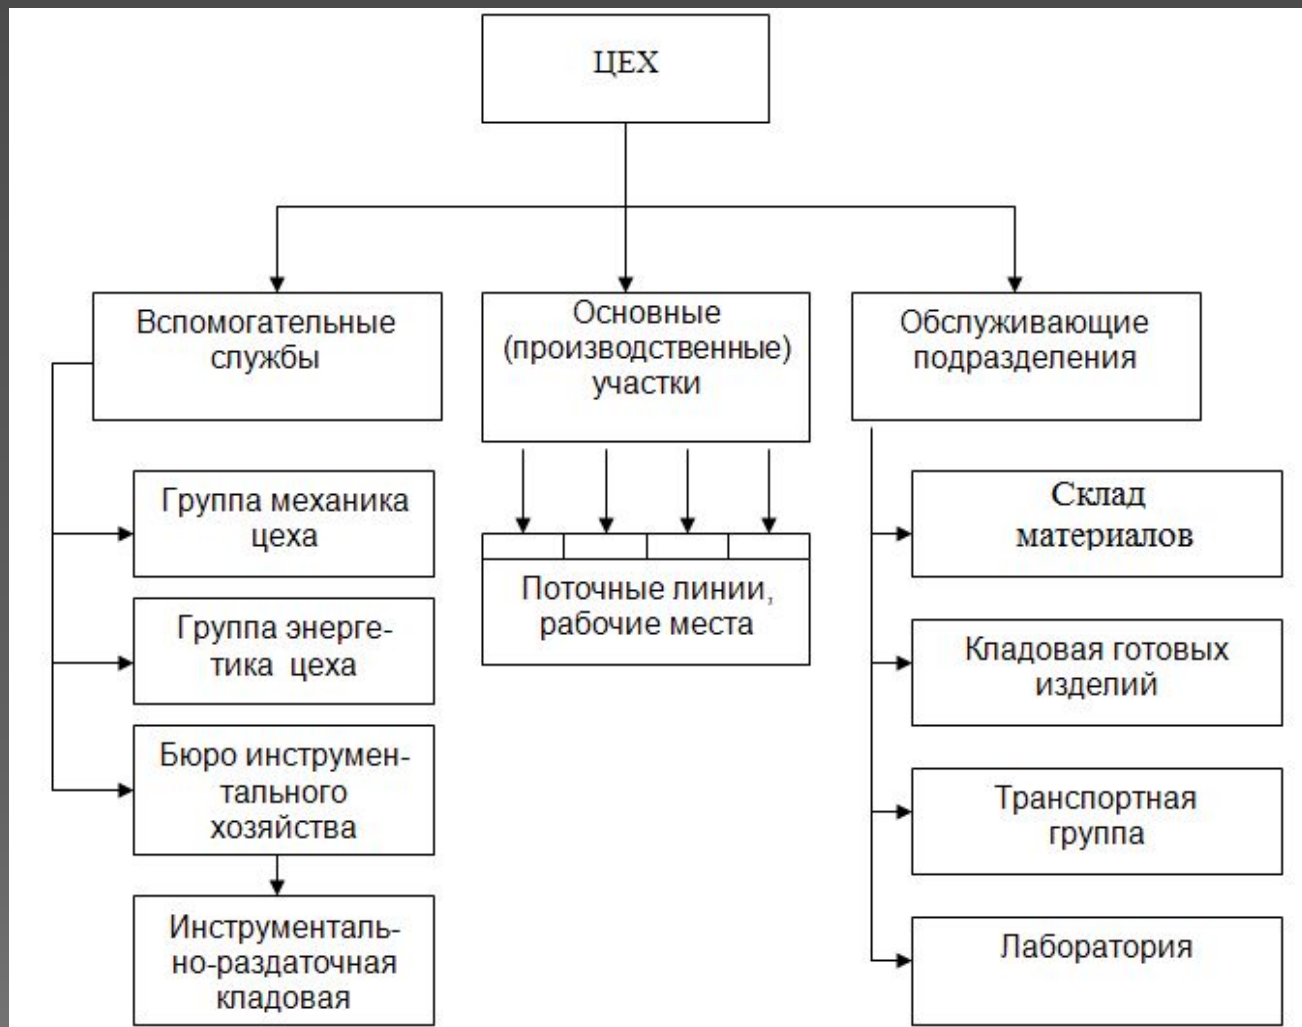 ЦЕХ
Вспомогательные
службы
Основные
(производственные)
участки
Обслуживающие
подразделения
Группа механика
цеха
Группа энерге-
тика цеха
Бюро инструмен-
тального
хозяйства
Инструменталь-
но-раздаточная
кладовая
Поточные линии,
рабочие места
Склад
материалов
Кладовая готовых
изделий
Транспортная
группа
Лаборатория